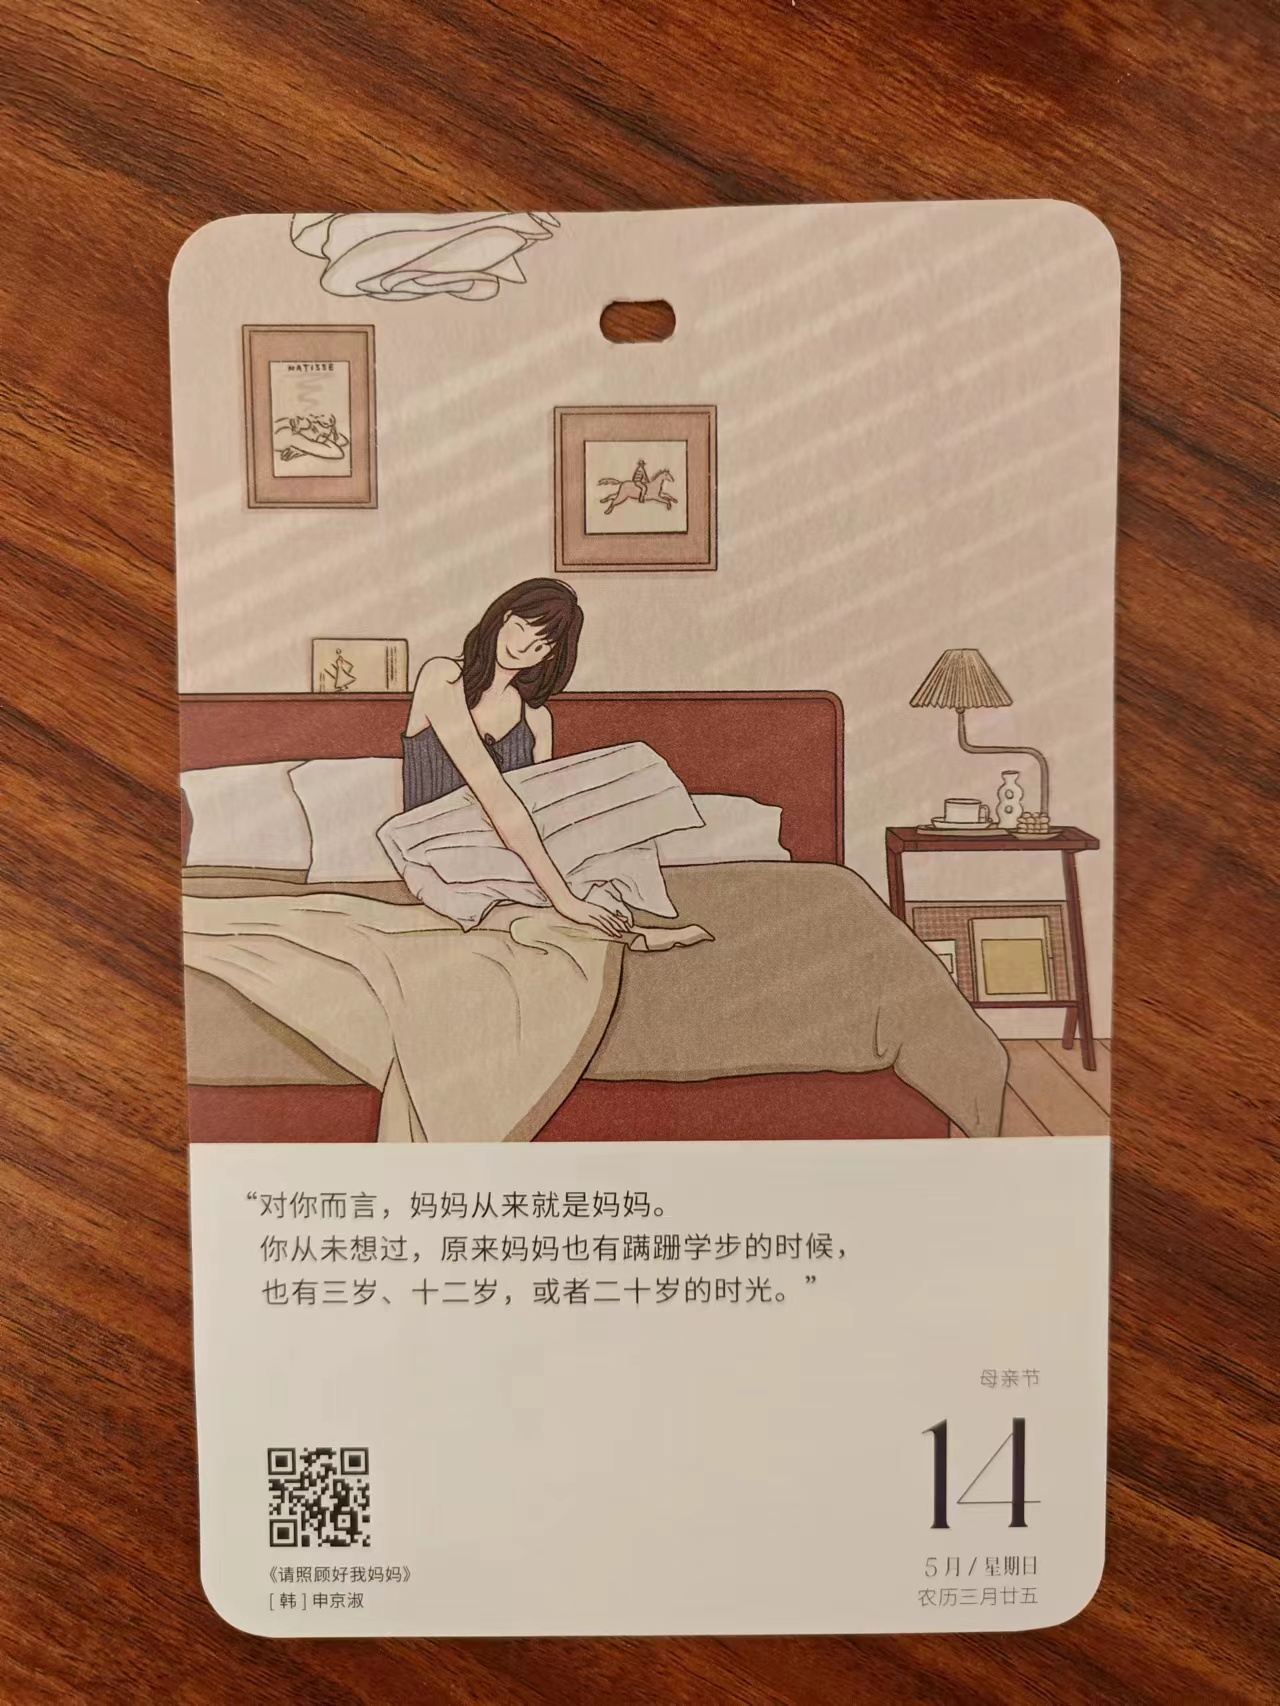 MATISSE
“对你而言，妈妈从来就是妈妈。
你从未想过，原来妈妈也有蹒跚学步的时候，
也有三岁、十二岁，或者二十岁的时光。”
母亲节
14
5月/星期日
农历三月廿五
《请照顾好我妈妈》
[韩]申京淑